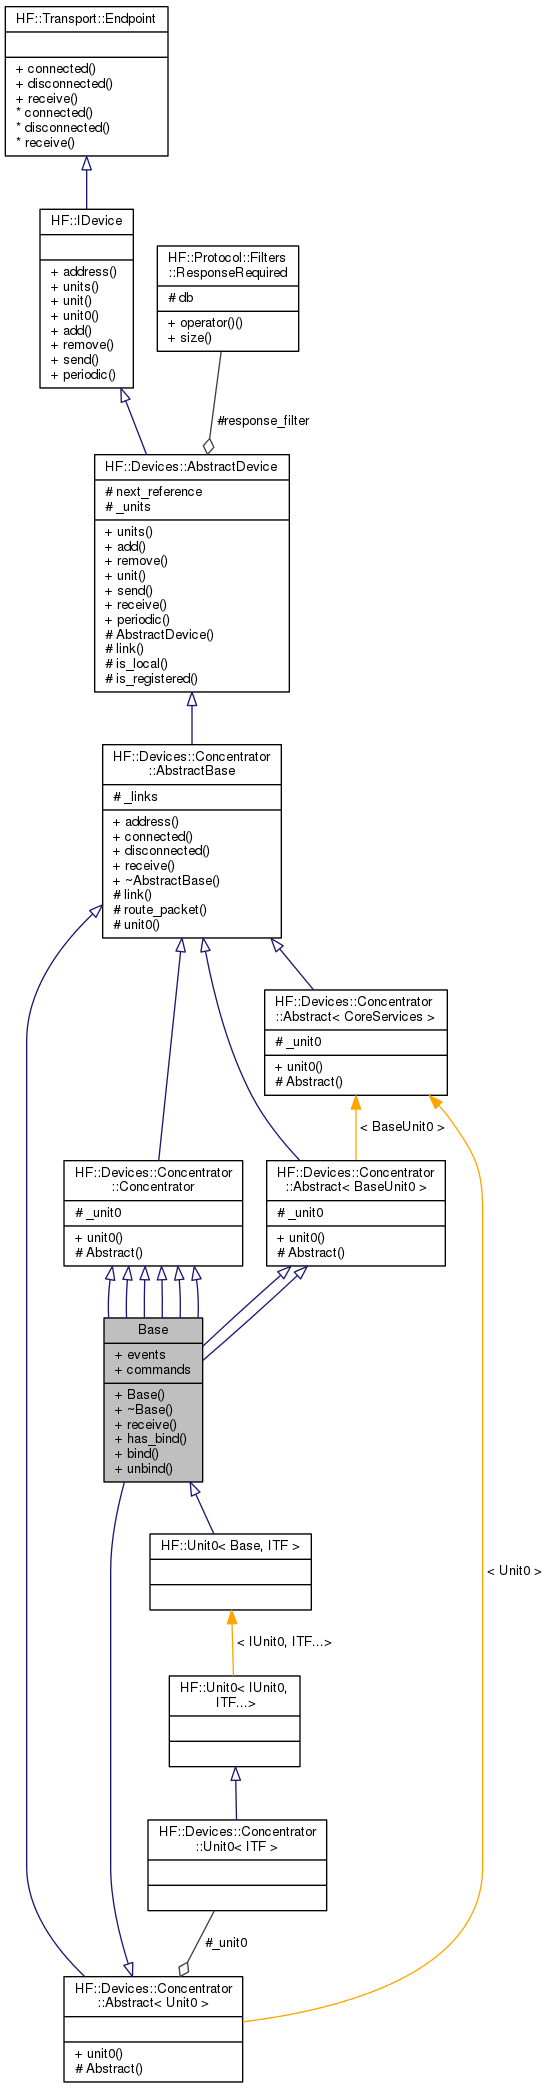 HF::Transport::Endpoint
+ connected()
+ disconnected()
+ receive()
* connected()
* disconnected()
* receive()
HF::IDevice
+ address()
+ units()
+ unit()
+ unit0()
+ add()
+ remove()
+ send()
+ periodic()
HF::Protocol::Filters
::ResponseRequired
# db
+ operator()()
+ size()
#response_filter
HF::Devices::AbstractDevice
# next_reference
# _units
+ units()
+ add()
+ remove()
+ unit()
+ send()
+ receive()
+ periodic()
# AbstractDevice()
# link()
# is_local()
# is_registered()
HF::Devices::Concentrator
::AbstractBase
# _links
+ address()
+ connected()
+ disconnected()
+ receive()
+ ~AbstractBase()
# link()
# route_packet()
# unit0()
HF::Devices::Concentrator
::Abstract< CoreServices >
# _unit0
+ unit0()
# Abstract()
< BaseUnit0 >
HF::Devices::Concentrator
::Concentrator
# _unit0
+ unit0()
# Abstract()
HF::Devices::Concentrator
::Abstract< BaseUnit0 >
# _unit0
+ unit0()
# Abstract()
Base
+ events
+ commands
+ Base()
+ ~Base()
+ receive()
+ has_bind()
+ bind()
+ unbind()
HF::Unit0< Base, ITF >
< Unit0 >
< IUnit0, ITF...>
HF::Unit0< IUnit0,
ITF...>
HF::Devices::Concentrator
::Unit0< ITF >
#_unit0
HF::Devices::Concentrator
::Abstract< Unit0 >
+ unit0()
# Abstract()